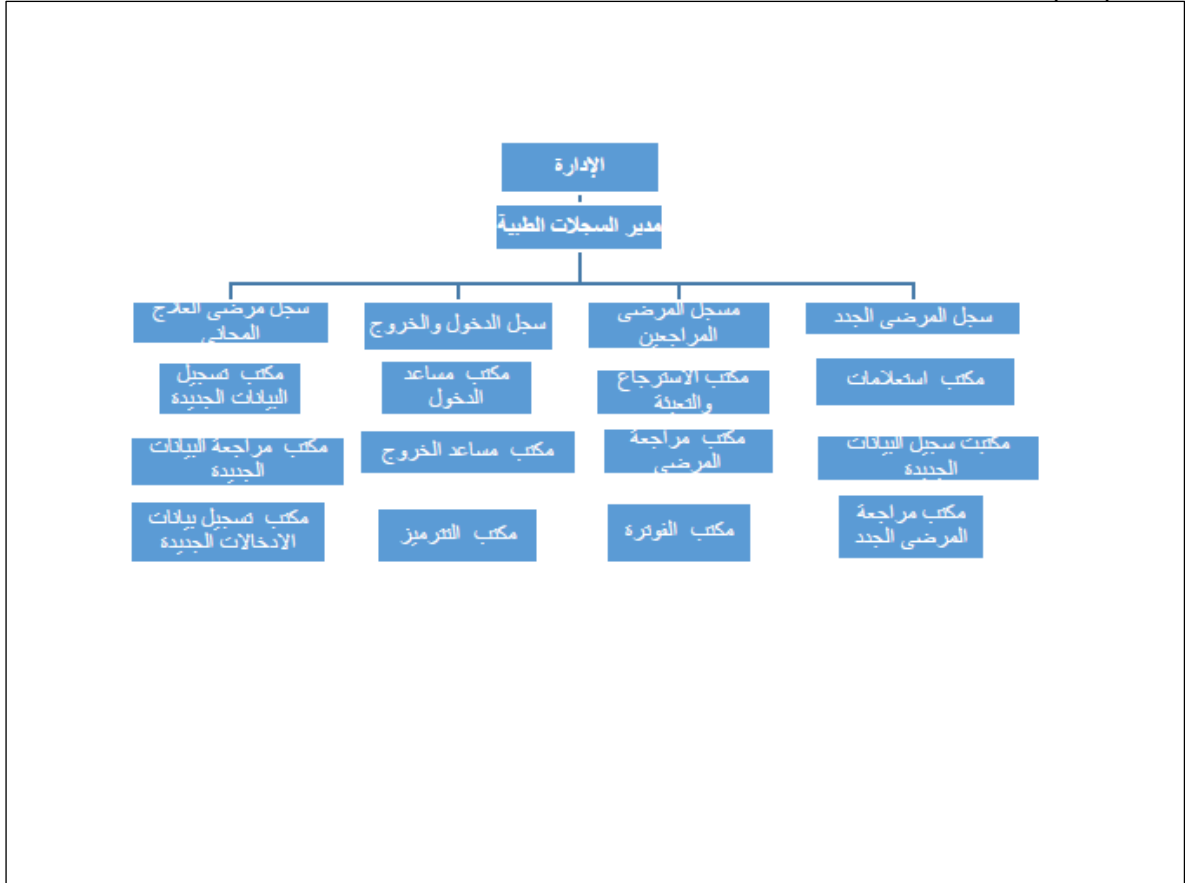 الإدارة
مدير السجلات الطبية
سجل المرضى الجدد
مسجل المرضى
المراجعين
سجل الدخول والخروج
سجل مرضى العلاج
المجاني
مكتب استعلامات
مكتب الاسترجاع
والتعبئة
مكتب مساعد
الدخول
مكتب تسجيل
البيانات الجديدة
مكتبت سجيل البيانات
الجديدة
مكتب مراجعة
المرضى
مكتب مساعد الخروج
مكتب مراجعة البيانات
الجديدة
مكتب مراجعة
المرضى الجدد
مكتب الفوترة
مكتب التترميز
مكتب تسجيل بيانات
الادخالات الجديدة